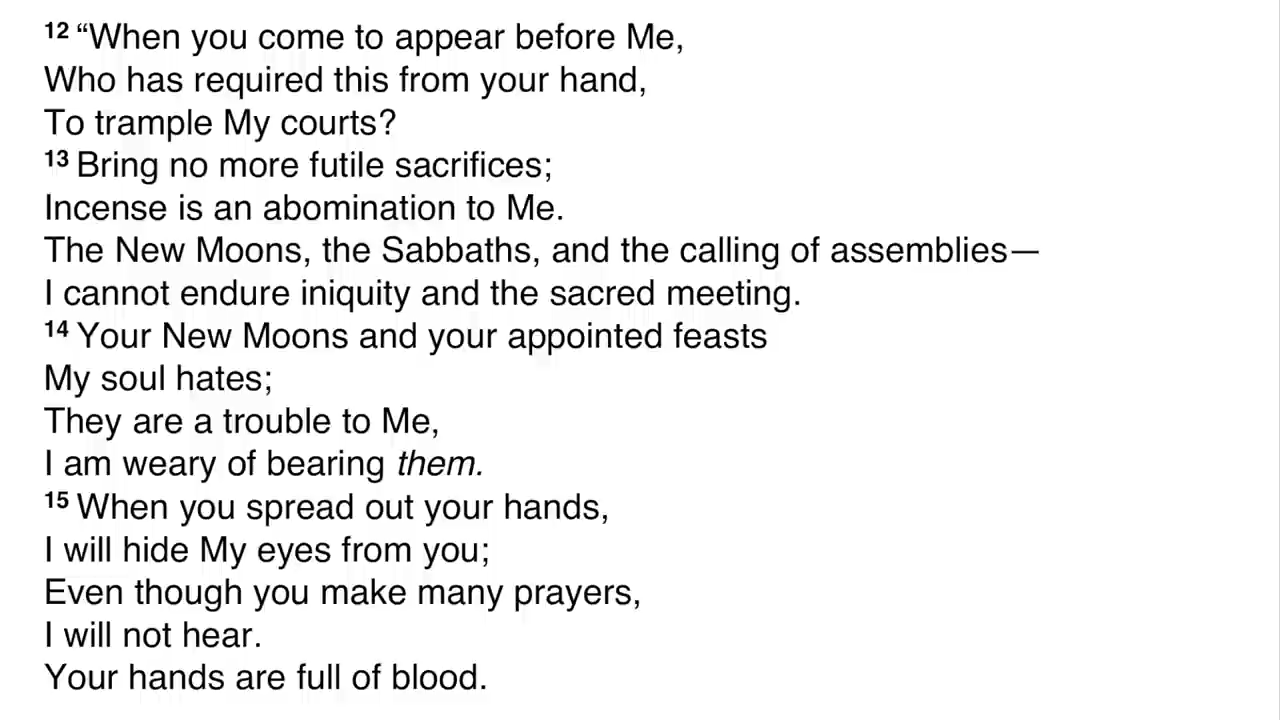 12 “When you come to appear before Me,
Who has required this from your hand,
To trample My courts?
13 Bring no more futile sacrifices;
Incense is an abomination to Me.
The New Moons, the Sabbaths, and the calling of assemblies—
I cannot endure iniquity and the sacred meeting.
14 Your New Moons and your appointed feasts
My soul hates;
They are a trouble to Me,
I am weary of bearing them.
15 When you spread out your hands,
I will hide My eyes from you;
Even though you make many prayers,
I will not hear.
Your hands are full of blood.